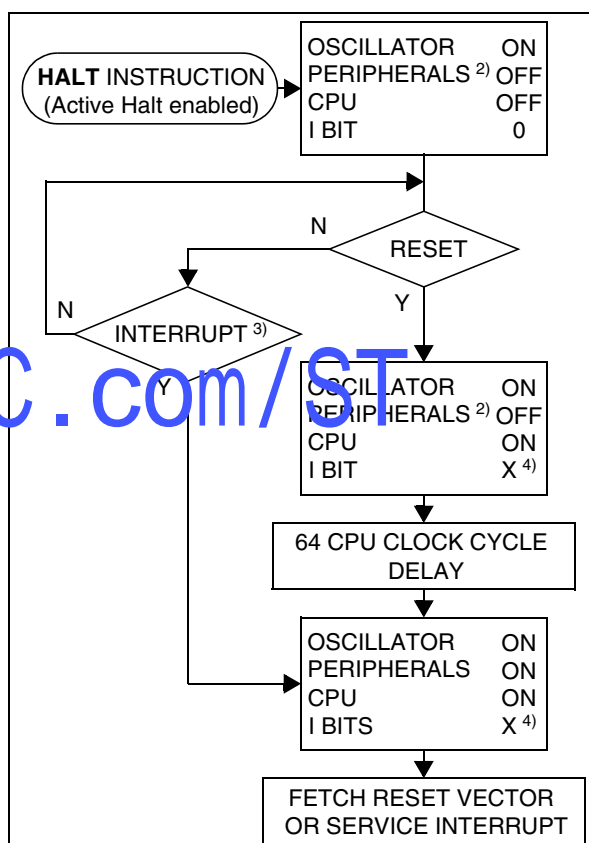 HALT INSTRUCTION
(Active Halt enabled)
OSCILLATOR ON
PERIPHERALS 2) OFF
CPU OFF
I BIT 0
N
RESET
Y
N
INTERRUPT 3)
Y
C.com/ST
OSCILLATOR ON
PERIPHERALS 2) OFF
CPU ON
I BIT X 4)
64 CPU CLOCK CYCLE
DELAY
OSCILLATOR ON
PERIPHERALS ON
CPU ON
I BITS X 4)
FETCH RESET VECTOR
OR SERVICE INTERRUPT